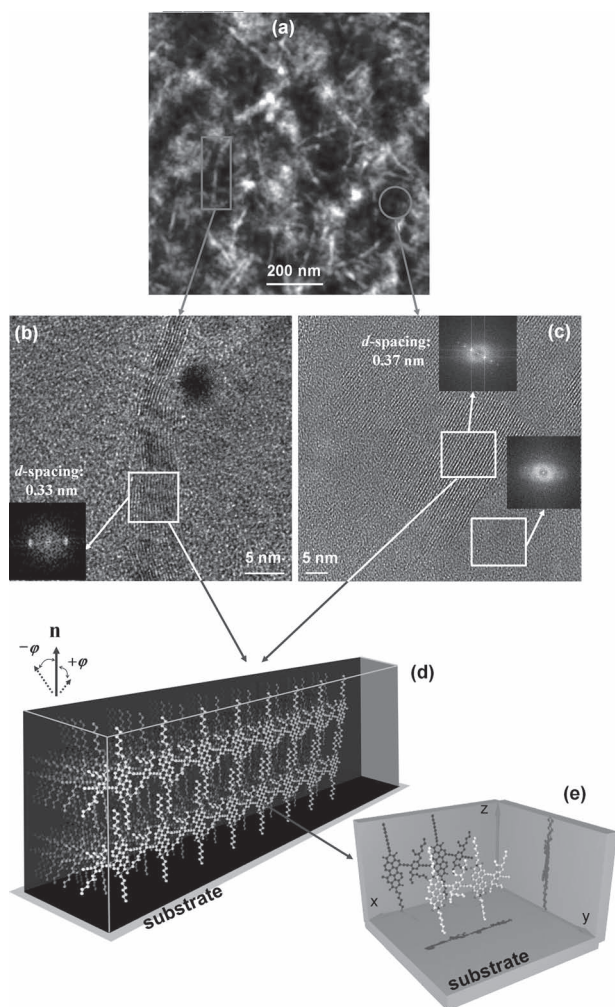 (a)
200 nm
(b)
d-spacing:
0.33 nm
5 nm
(c)
d-spacing:
0.37 nm
5 nm
n
-φ
+φ
(d)
substrate
(e)
z
x
y
substrate